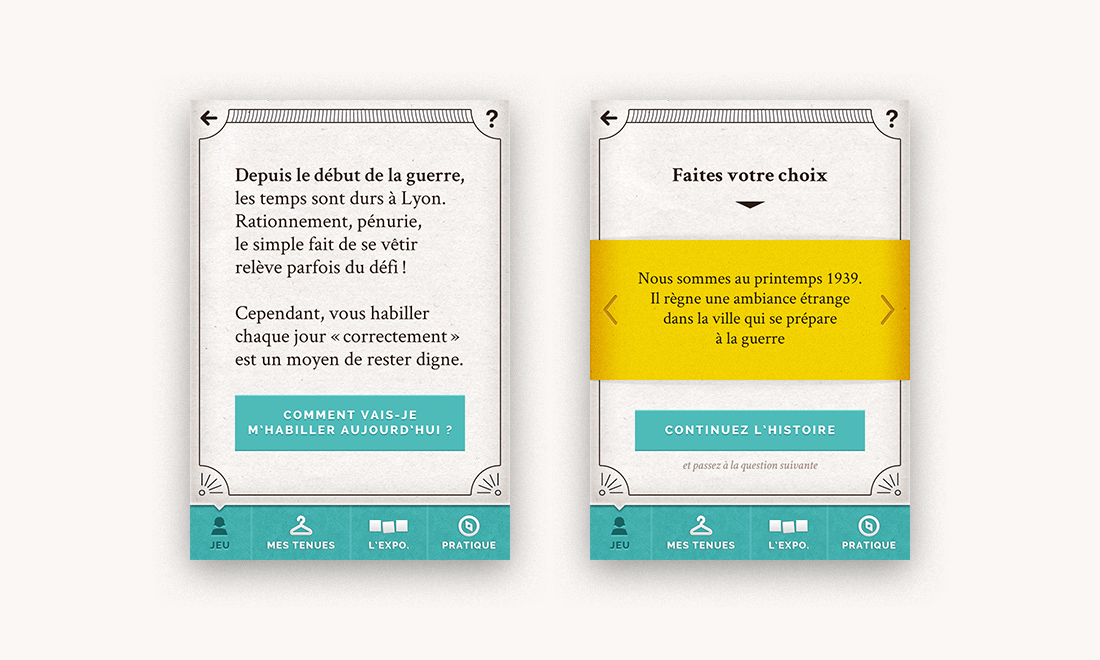 ?
Depuis le début de la guerre,
les temps sont durs à Lyon.
Rationnement, pénurie,
le simple fait de se vêtir
relève parfois du défi !
Cependant, vous habiller
chaque jour « correctement »
est un moyen de rester digne.
COMMENT VAIS-JE
M'HABILLER AUJOURD'HUI ?
JEU
MES TENUES
L'EXPO.
PRATIQUE
?
Faites votre choix
Nous sommes au printemps 1939.
Il règne une ambiance étrange
dans la ville qui se prépare
à la guerre
CONTINUEZ L'HISTOIRE
et passez à la question suivante
JEU
MES TENUES
L'EXPO.
PRATIQUE